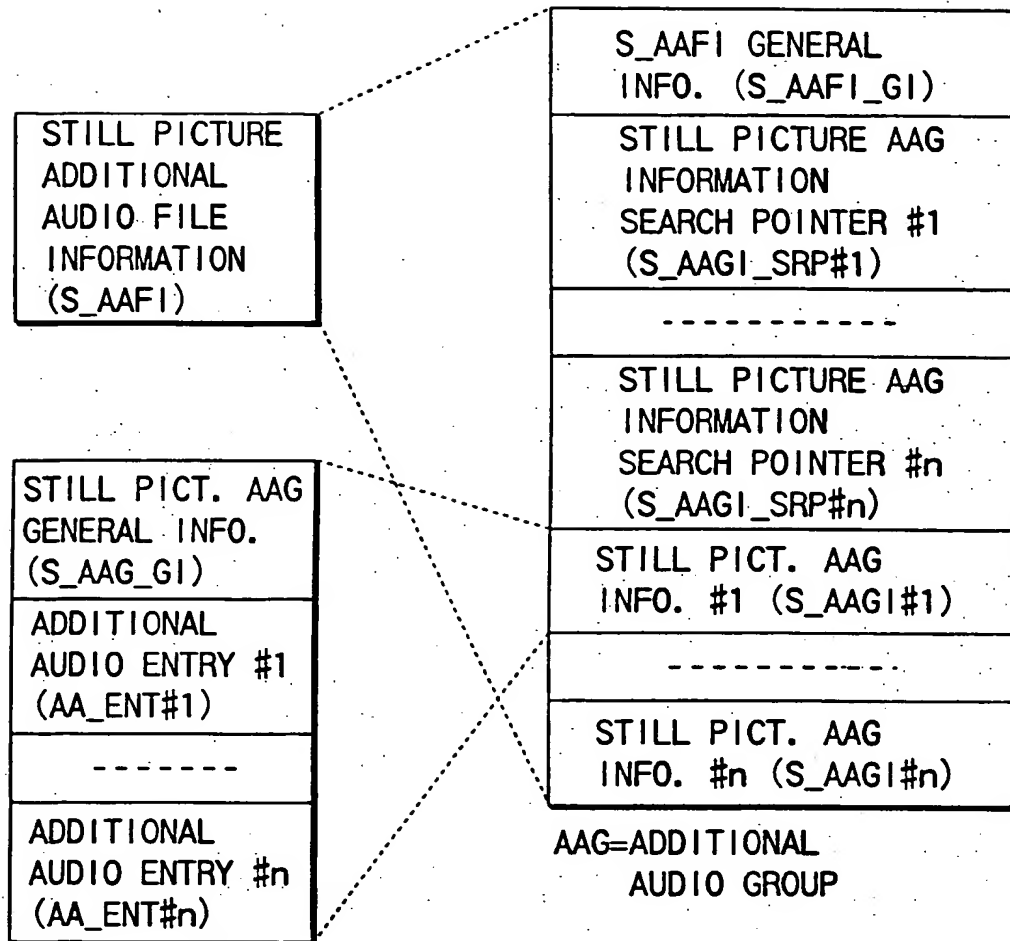 STILL PICTURE
ADDITIONAL
AUDIO FILE
INFORMATION
(S_AAFI)
S_AAFI GENERAL
INFO. (S_AAFI_GI)
STILL PICTURE AAG
INFORMATION
SEARCH POINTER #1
(S_AAGI_SRP#1)
STILL PICTURE AAG
INFORMATION
SEARCH POINTER #n
(S_AAGI_SRP#n)
STILL PICT. AAG
INFO. #1 (S_AAGI#1)
STILL PICT. AAG
INFO. #n (S_AAGI#n)
STILL PICT. AAG
GENERAL INFO.
(S_AAG_GI)
ADDITIONAL
AUDIO ENTRY #1
(AA_ENT#1)
ADDITIONAL
AUDIO ENTRY #n
(AA_ENT#n)
AAG=ADDITIONAL
AUDIO GROUP